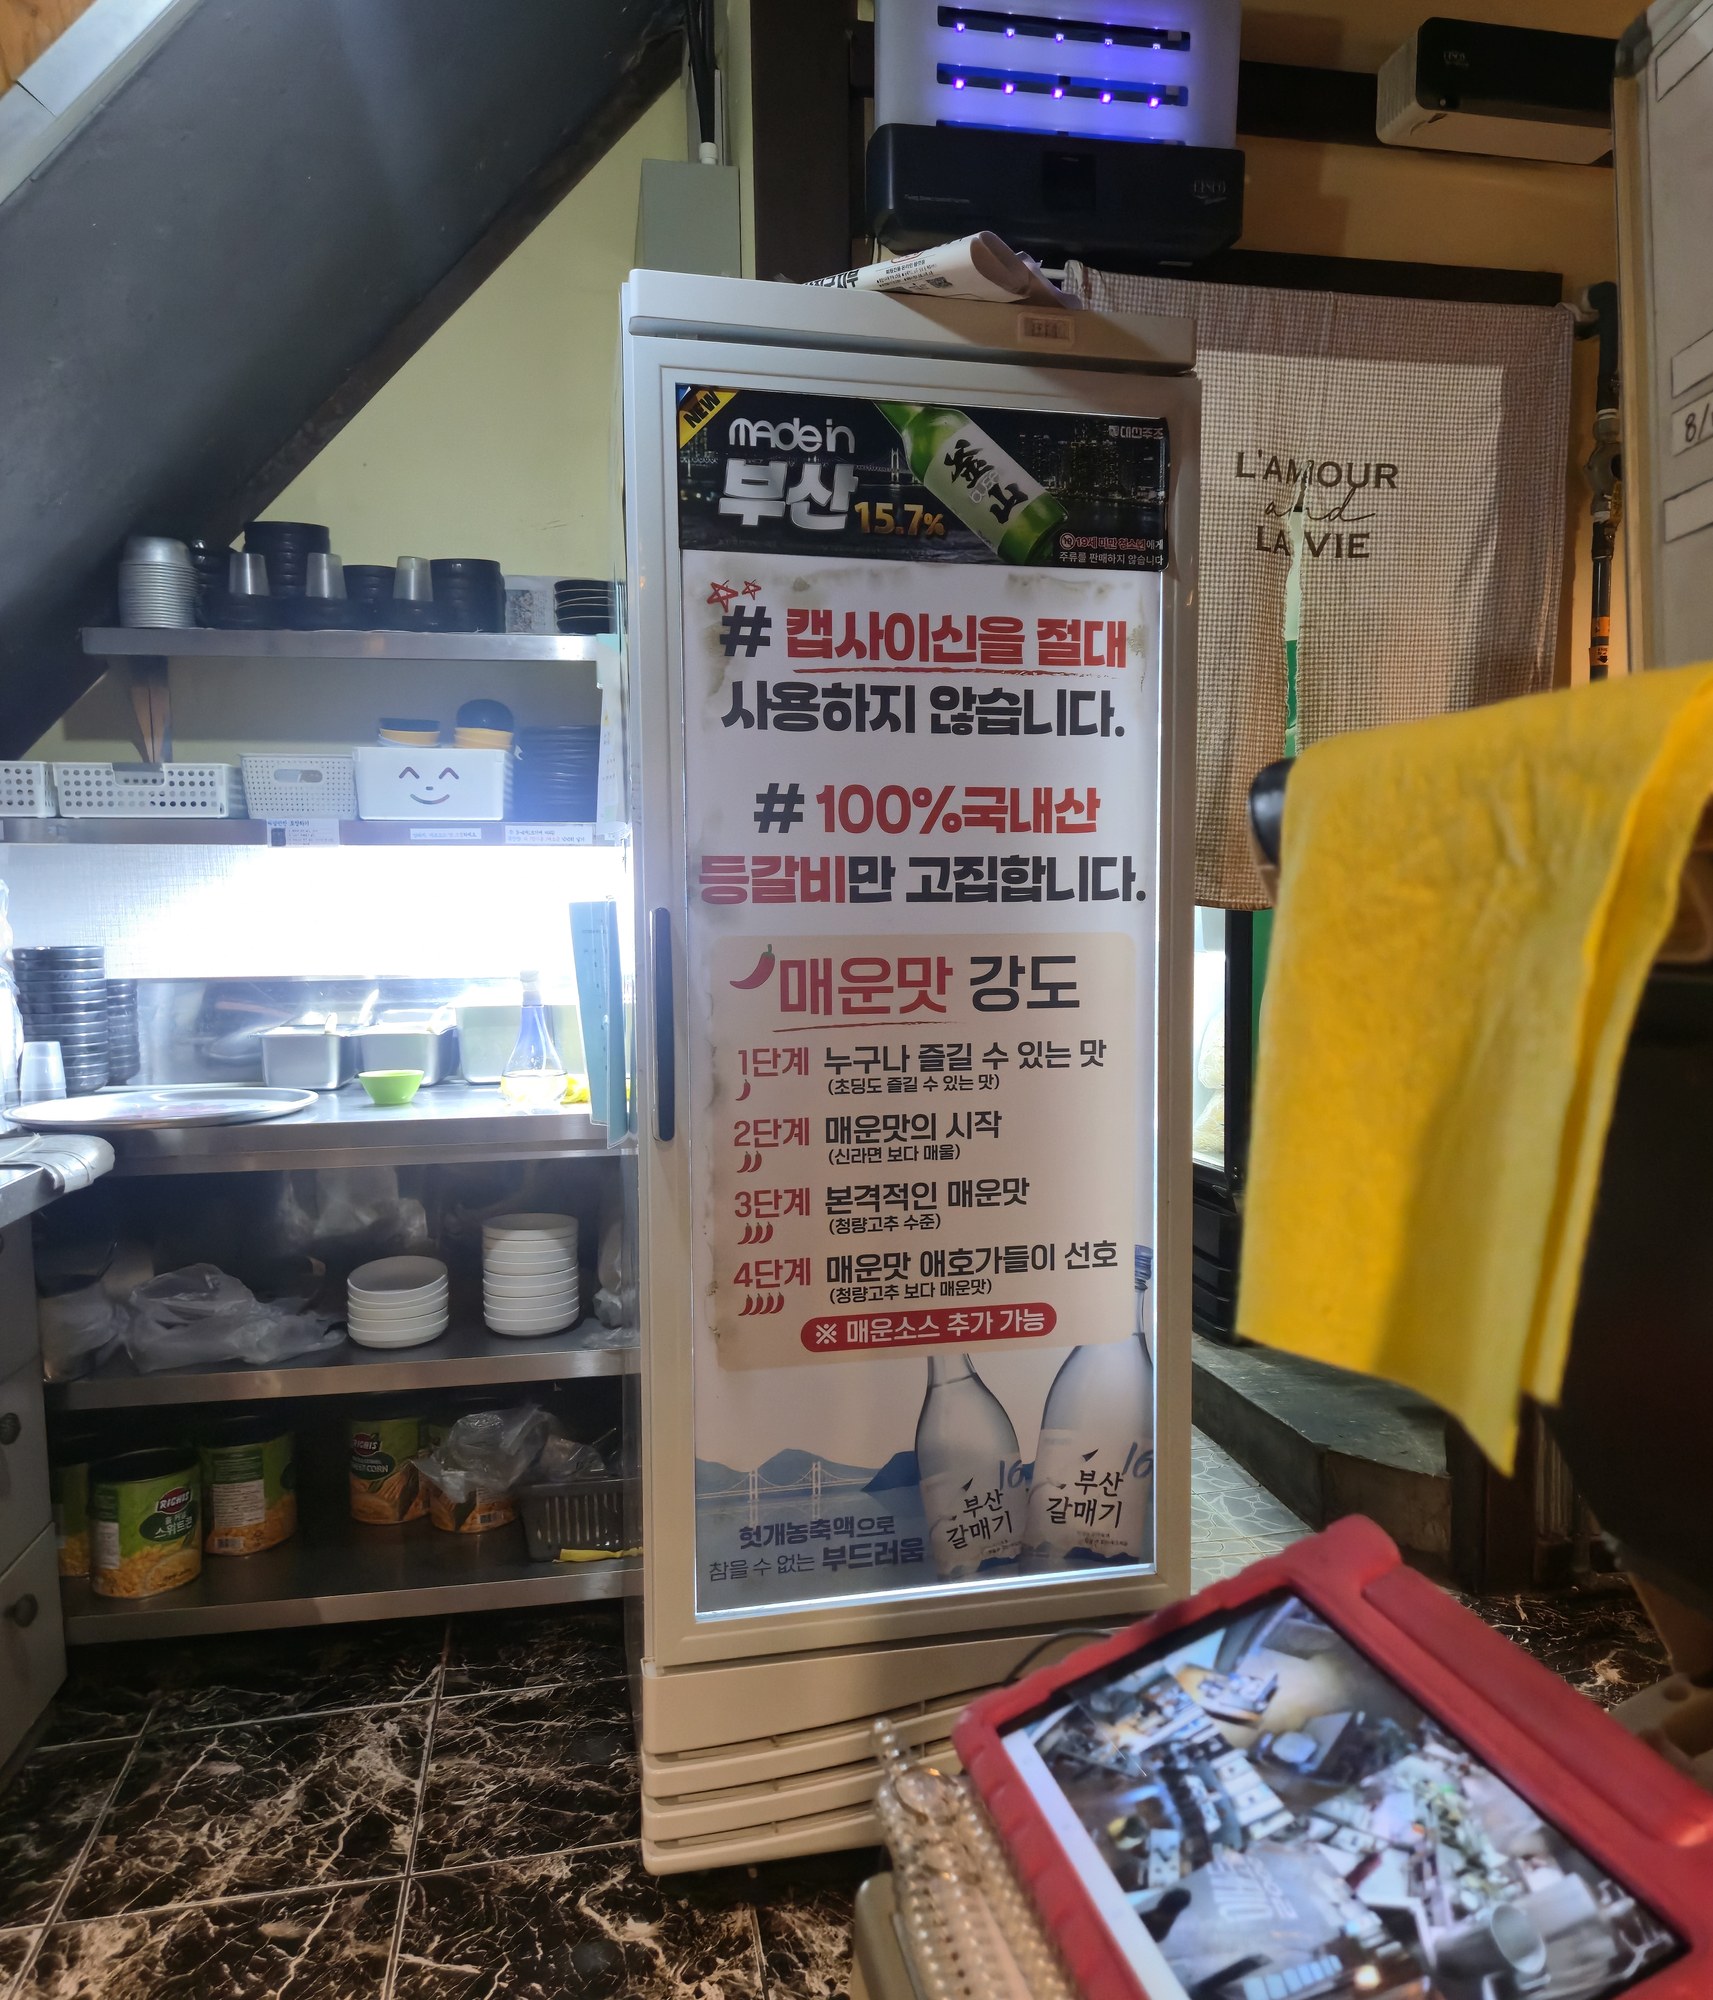 NEW
made in
부산
15.7%
釜山
대선주조
19세 미만 청소년에게
주류를 판매하지 않습니다
# 캡사이신을 절대
사용하지 않습니다.
# 100%국내산
등갈비만 고집합니다.
매운맛 강도
1단계 누구나 즐길 수 있는 맛
(초딩도 즐길 수 있는 맛)
2단계 매운맛의 시작
(신라면 보다 매울)
3단계 본격적인 매운맛
(청량고추 수준)
4단계 매운맛 애호가들이 선호
(청량고추 보다 매운맛)
※ 매운소스 추가 가능
16
부산
갈매기
16
부산
갈매기
헛개농축액으로
참을 수 없는 부드러움
L'AMOUR
and
LA VIE
RICHS
스위트콘
CORN